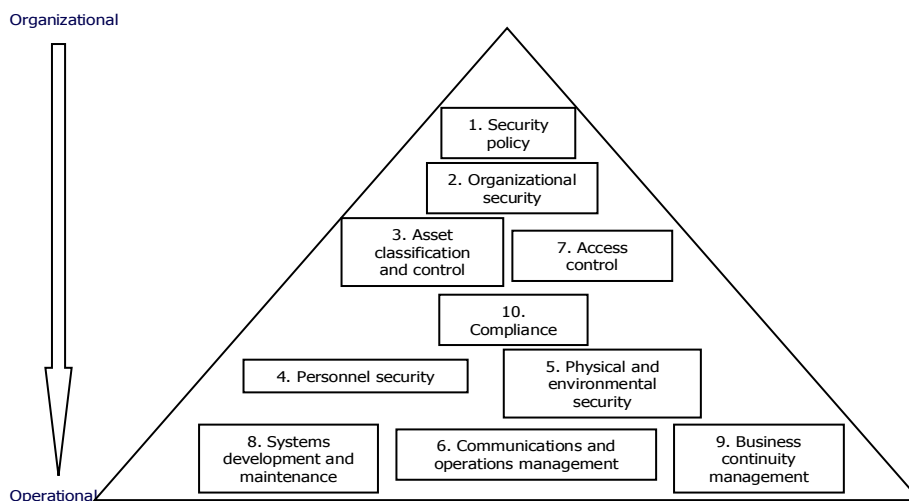 Organizational
1. Security
policy
2. Organizational
security
3. Asset
classification
and control
7. Access
control
10.
Compliance
4. Personnel security
5. Physical and
environmental
security
8. Systems
development and
maintenance
6. Communications and
operations management
9. Business
continuity
management
Operational